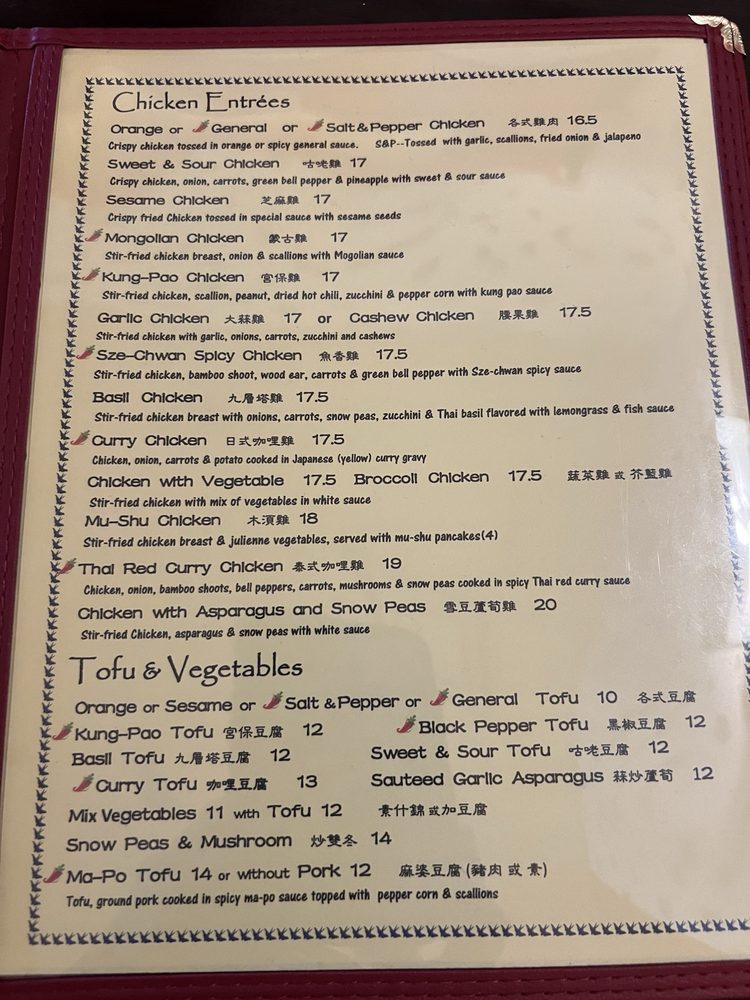 Chicken Entrées
Orange or General or Salt & Pepper Chicken 各式雞肉 16.5
Crispy chicken tossed in orange or spicy general sauce. S&P--Tossed with garlic, scallions, fried onion & jalapeno
Sweet & Sour Chicken 咕咾雞 17
Crispy chicken, onion, carrots, green bell pepper & pineapple with sweet & sour sauce
Sesame Chicken 芝麻雞 17
Crispy fried Chicken tossed in special sauce with sesame seeds
Mongolian Chicken 蒙古雞 17
Stir-fried chicken breast, onion & scallions with Mogolian sauce
Kung-Pao Chicken 宮保雞 17
Stir-fried chicken, scallion, peanut, dried hot chili, zucchini & pepper corn with kung pao sauce
Garlic Chicken 大蒜雞 17 or Cashew Chicken 腰果雞 17.5
Stir-fried chicken with garlic, onions, carrots, zucchini and cashews
Sze-Chwan Spicy Chicken 魚香雞 17.5
Stir-fried chicken, bamboo shoot, wood ear, carrots & green bell pepper with Sze-chwan spicy sauce
Basil Chicken 九層塔雞 17.5
Stir-fried chicken breast with onions, carrots, snow peas, zucchini & Thai basil flavored with lemongrass & fish sauce
Curry Chicken 日式咖哩雞 17.5
Chicken, onion, carrots & potato cooked in Japanese (yellow) curry gravy
Chicken with Vegetable 17.5 Broccoli Chicken 17.5 蔬菜雞 或 芥藍雞
Stir-fried chicken with mix of vegetables in white sauce
Mu-Shu Chicken 木須雞 18
Stir-fried chicken breast & julienne vegetables, served with mu-shu pancakes(4)
Thai Red Curry Chicken 泰式咖哩雞 19
Chicken, onion, bamboo shoots, bell peppers, carrots, mushrooms & snow peas cooked in spicy Thai red curry sauce
Chicken with Asparagus and Snow Peas 雪豆蘆筍雞 20
Stir-fried Chicken, asparagus & snow peas with white sauce
Tofu & Vegetables
Orange or Sesame or Salt & Pepper or General Tofu 10 各式豆腐
Kung-Pao Tofu 宮保豆腐 12 Black Pepper Tofu 黑椒豆腐 12
Basil Tofu 九層塔豆腐 12 Sweet & Sour Tofu 咕咾豆腐 12
Curry Tofu 咖哩豆腐 13 Sauteed Garlic Asparagus 蒜炒蘆筍 12
Mix Vegetables 11 with Tofu 12 素什錦 或加豆腐
Snow Peas & Mushroom 炒雙冬 14
Ma-Po Tofu 14 or without Pork 12 麻婆豆腐 (豬肉 或 素)
Tofu, ground pork cooked in spicy ma-po sauce topped with pepper corn & scallions